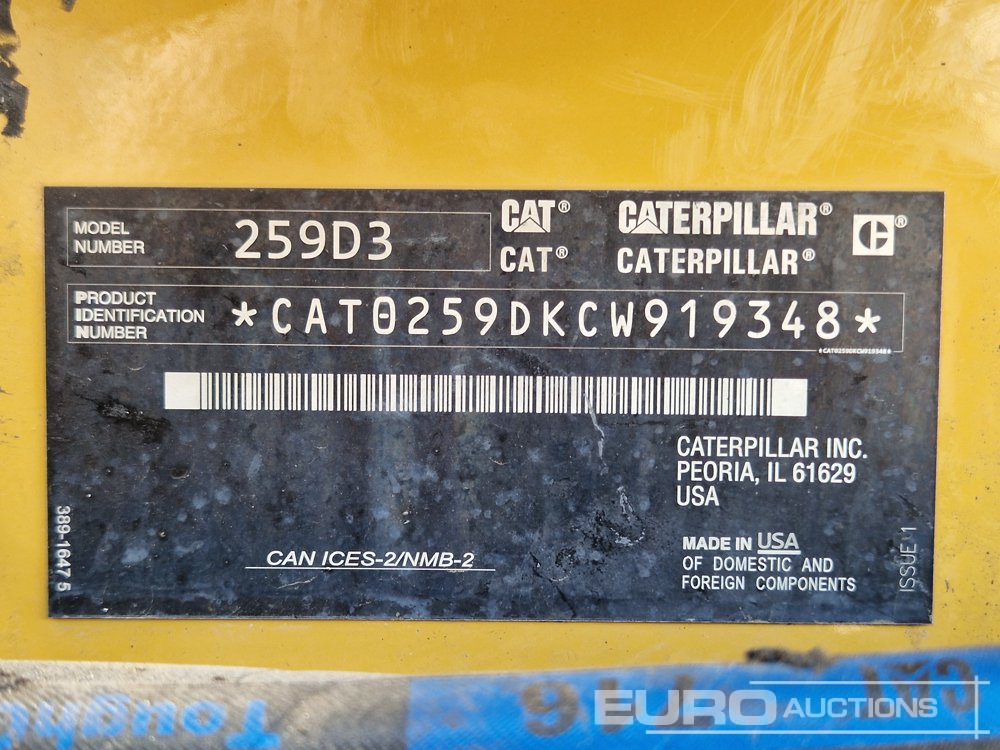 MODEL
NUMBER
259D3
CAT® CATERPILLAR® C®
CAT® CATERPILLAR®
PRODUCT
IDENTIFICATION
NUMBER
*CAT0259DKCW919348*
*CAT0259DKCW919348*
CATERPILLAR INC.
PEORIA, IL 61629
USA
CAN ICES-2/NMB-2
MADE IN USA
OF DOMESTIC AND
FOREIGN COMPONENTS
389-1647 5
ISSUE 1
EURO AUCTIONS